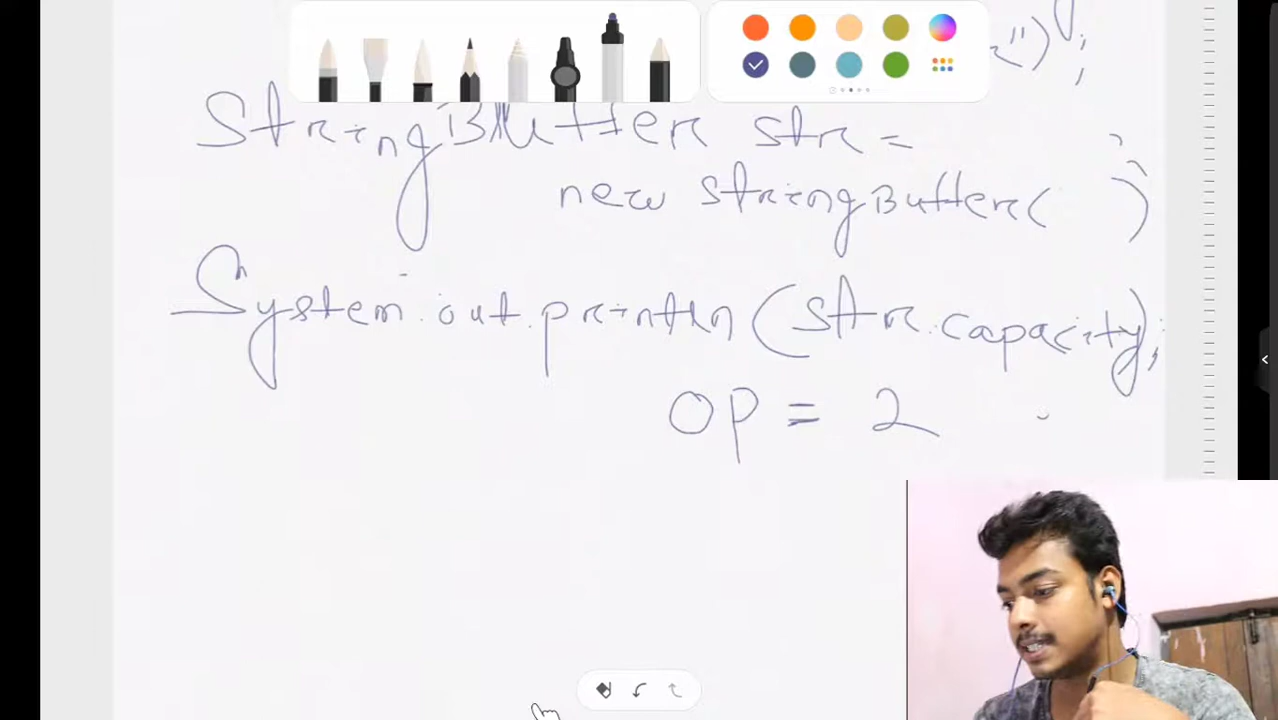 ");
StringBuffer str =
new stringBuffer( )
System.out.println(str.capacity);
OP = 2